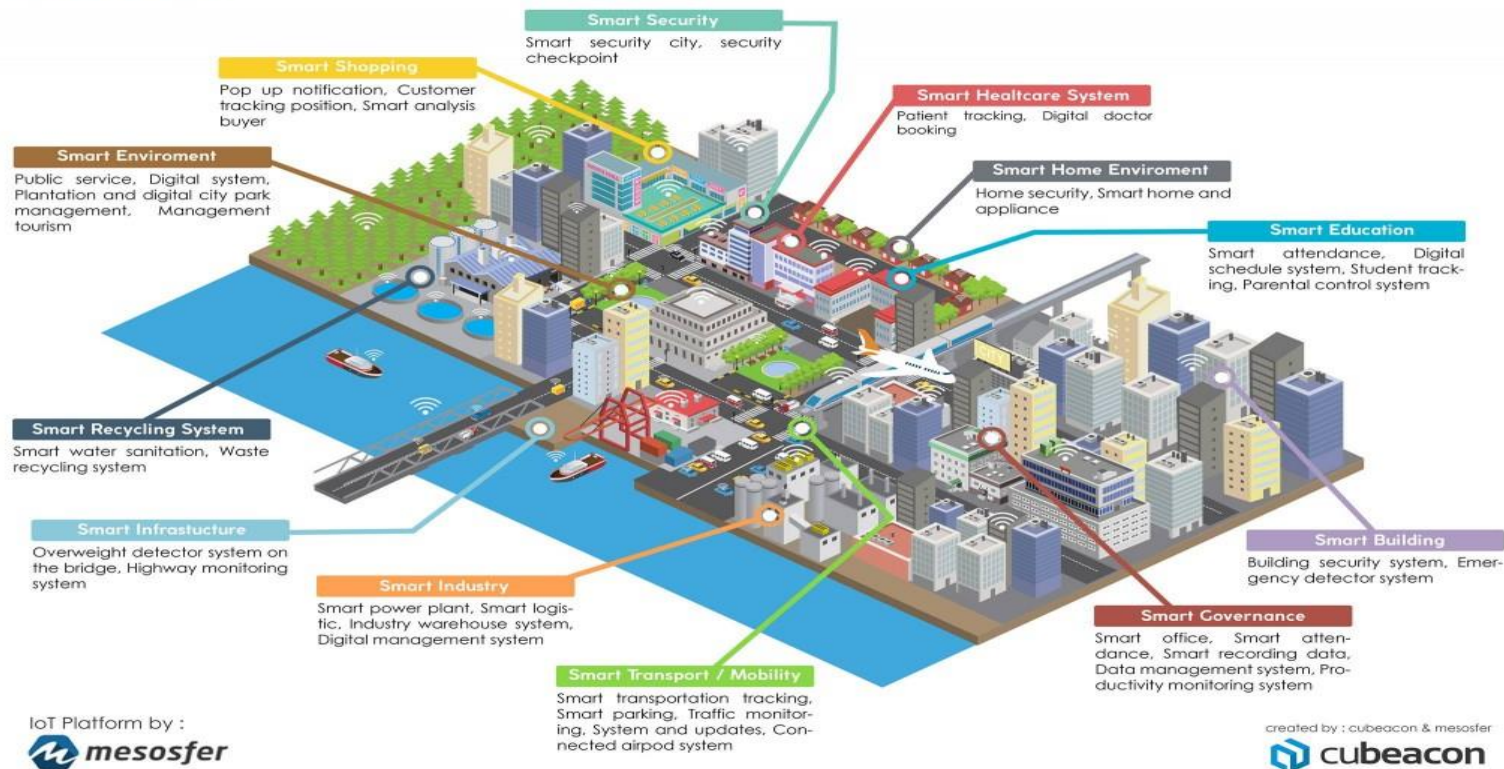 Smart Security
Smart security city, security
checkpoint
Smart Shopping
Pop up notification, Customer
tracking position, Smart analysis
buyer
Smart Healtcare System
Patient tracking, Digital doctor
booking
Smart Enviroment
Public service, Digital system,
Plantation and digital city park
management, Management
tourism
Smart Home Enviroment
Home security, Smart home and
appliance
Smart Education
Smart attendance, Digital
schedule system, Student track-
ing, Parental control system
CITY
Smart Recycling System
Smart water sanitation, Waste
recycling system
Smart Infrastucture
Overweight detector system on
the bridge, Highway monitoring
system
Smart Building
Building security system, Emer-
gency detector system
Smart Industry
Smart power plant, Smart logis-
tic, Industry warehouse system,
Digital management system
Smart Governance
Smart office, Smart atten-
dance, Smart recording data,
Data management system, Pro-
ductivity monitoring system
Smart Transport / Mobility
Smart transportation tracking,
Smart parking, Traffic monitor-
ing, System and updates, Con-
nected airpod system
IoT Platform by :
mesosfer
created by : cubeacon & mesosfer
cubeacon